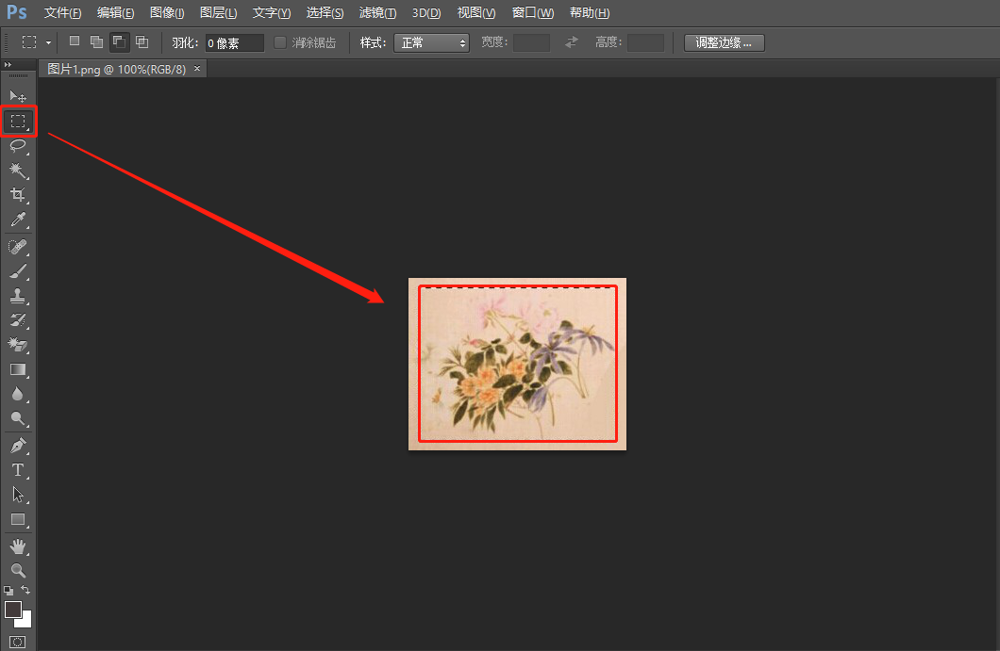 Ps 文件(F) 编辑(E) 图像(I) 图层(L) 文字(Y) 选择(S) 滤镜(T) 3D(D) 视图(V) 窗口(W) 帮助(H)
羽化: 0 像素 消除锯齿 样式: 正常 宽度: 高度: 调整边缘...
图片1.png @ 100%(RGB/8) ×
T